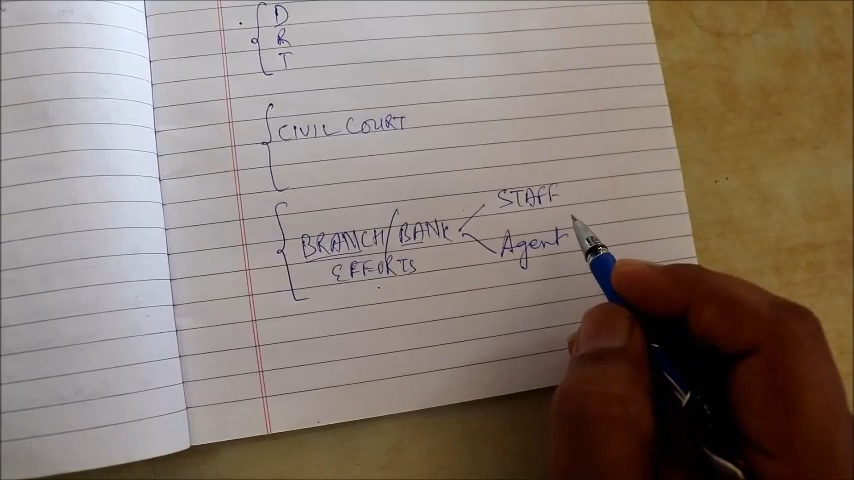 D
R
T
CIVIL COURT
BRANCH/BANK
EFFORTS
STAFF
Agent